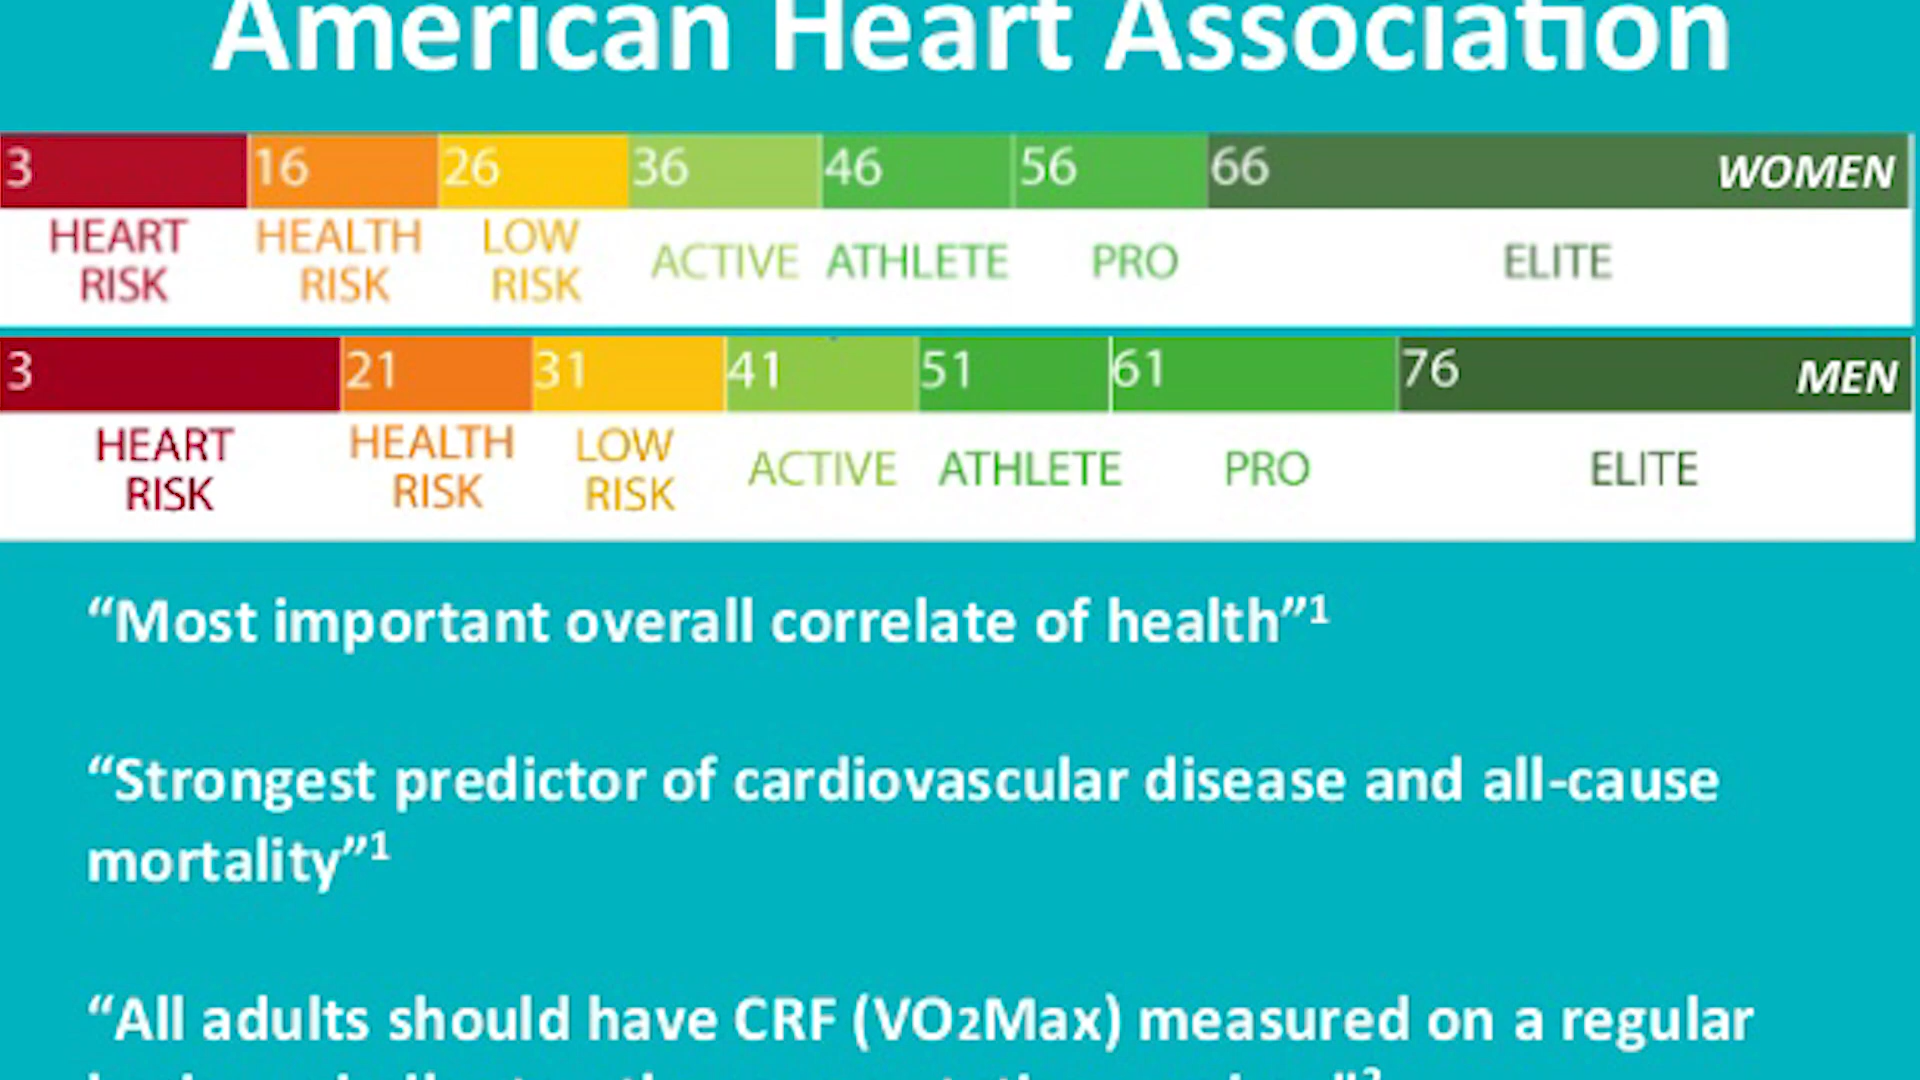 American Heart Association
3 16 26 36 46 56 66 WOMEN
HEART RISK HEALTH RISK LOW RISK ACTIVE ATHLETE PRO ELITE
3 21 31 41 51 61 76 MEN
HEART RISK HEALTH RISK LOW RISK ACTIVE ATHLETE PRO ELITE
“Most important overall correlate of health”1
“Strongest predictor of cardiovascular disease and all-cause
mortality”1
“All adults should have CRF (VO2Max) measured on a regular